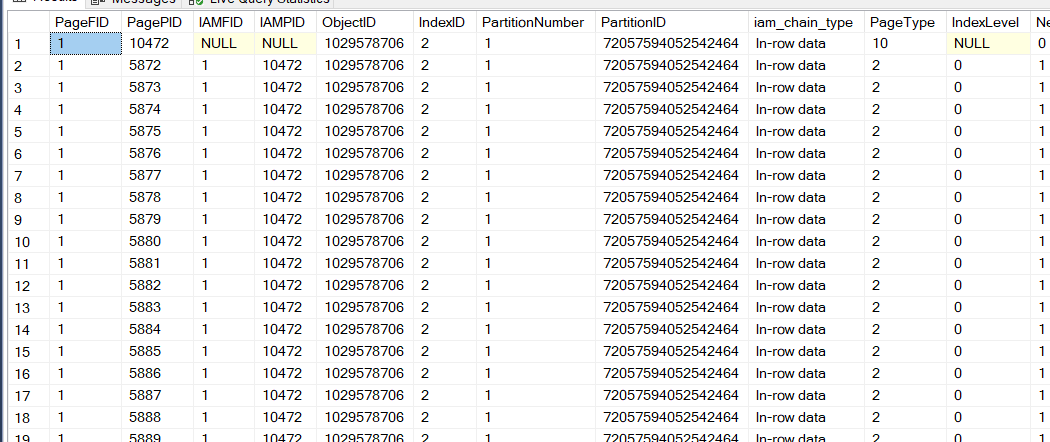 Results Messages Live Query Statistics
PageFID PagePID IAMFID IAMPID ObjectID IndexID PartitionNumber PartitionID iam_chain_type PageType IndexLevel
1 1 10472 NULL NULL 1029578706 2 1 72057594052542464 In-row data 10 NULL 0
2 1 5872 1 10472 1029578706 2 1 72057594052542464 In-row data 2 0 1
3 1 5873 1 10472 1029578706 2 1 72057594052542464 In-row data 2 0 1
4 1 5874 1 10472 1029578706 2 1 72057594052542464 In-row data 2 0 1
5 1 5875 1 10472 1029578706 2 1 72057594052542464 In-row data 2 0 1
6 1 5876 1 10472 1029578706 2 1 72057594052542464 In-row data 2 0 1
7 1 5877 1 10472 1029578706 2 1 72057594052542464 In-row data 2 0 1
8 1 5878 1 10472 1029578706 2 1 72057594052542464 In-row data 2 0 1
9 1 5879 1 10472 1029578706 2 1 72057594052542464 In-row data 2 0 1
10 1 5880 1 10472 1029578706 2 1 72057594052542464 In-row data 2 0 1
11 1 5881 1 10472 1029578706 2 1 72057594052542464 In-row data 2 0 1
12 1 5882 1 10472 1029578706 2 1 72057594052542464 In-row data 2 0 1
13 1 5883 1 10472 1029578706 2 1 72057594052542464 In-row data 2 0 1
14 1 5884 1 10472 1029578706 2 1 72057594052542464 In-row data 2 0 1
15 1 5885 1 10472 1029578706 2 1 72057594052542464 In-row data 2 0 1
16 1 5886 1 10472 1029578706 2 1 72057594052542464 In-row data 2 0 1
17 1 5887 1 10472 1029578706 2 1 72057594052542464 In-row data 2 0 1
18 1 5888 1 10472 1029578706 2 1 72057594052542464 In-row data 2 0 1
19 1 5889 1 10472 1029578706 2 1 72057594052542464 In-row data 2 0 1